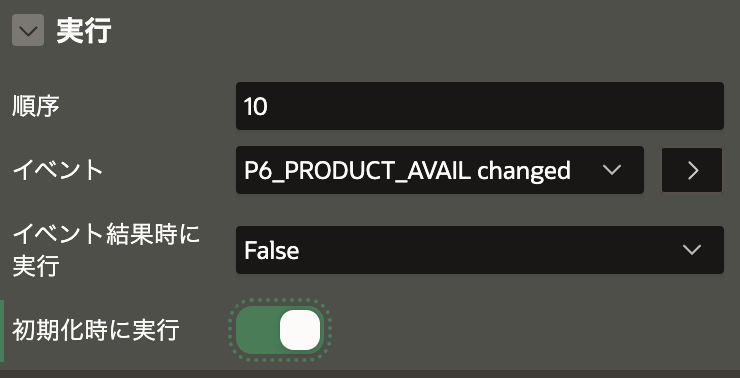 実行
順序
10
イベント
P6_PRODUCT_AVAIL changed
イベント結果時に
実行
False
初期化時に実行